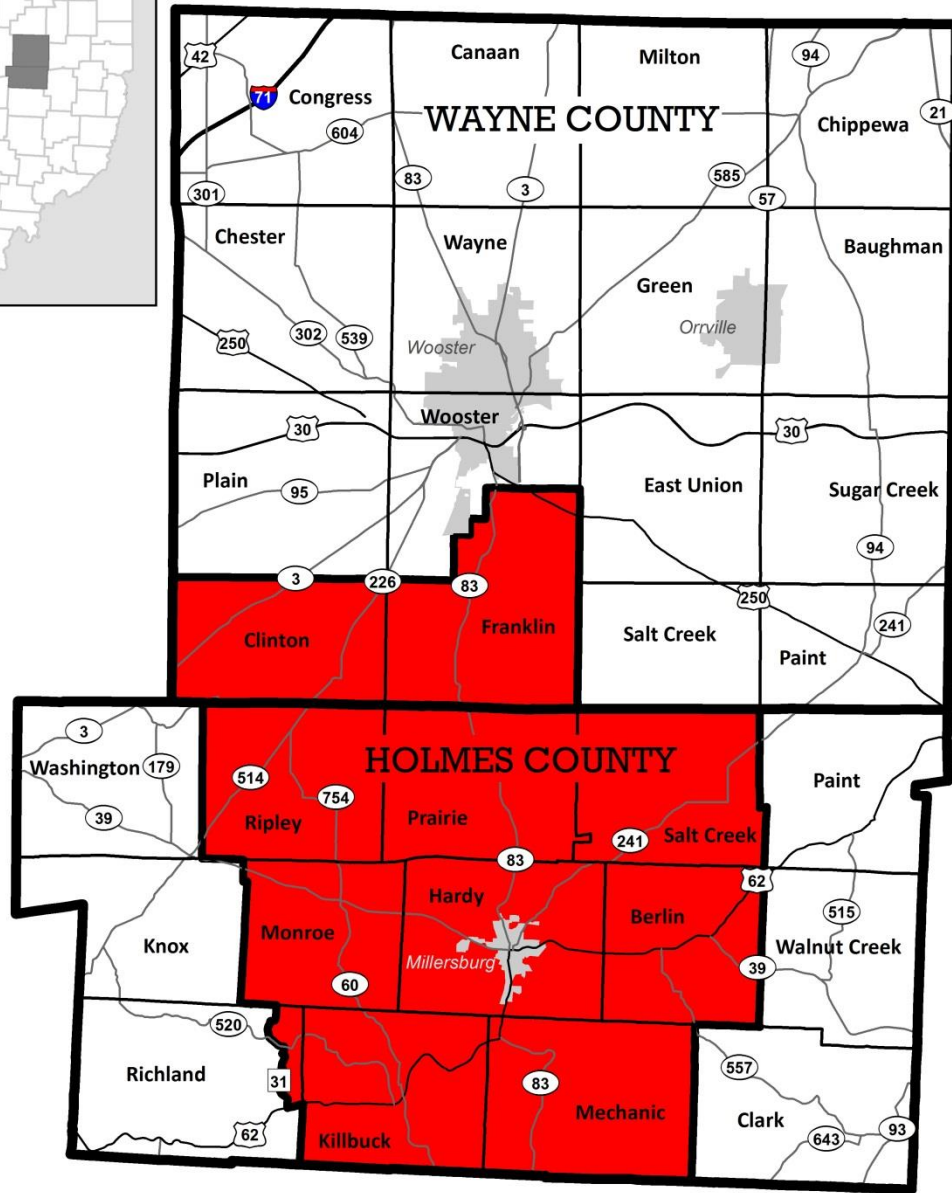 Canaan
Milton
94
42
71
Congress
WAYNE COUNTY
21
Chippewa
604
83
3
585
57
301
Chester
Wayne
Baughman
Green
Orrville
250
302
539
Wooster
Wooster
30
30
Plain
95
East Union
Sugar Creek
94
3
226
83
250
241
Clinton
Franklin
Salt Creek
Paint
3
Washington
179
HOLMES COUNTY
514
754
Paint
39
Ripley
Prairie
241
Salt Creek
83
62
Hardy
Berlin
515
Knox
Monroe
Walnut Creek
Millersburg
39
60
520
Richland
31
83
557
Mechanic
Clark
62
Killbuck
643
93